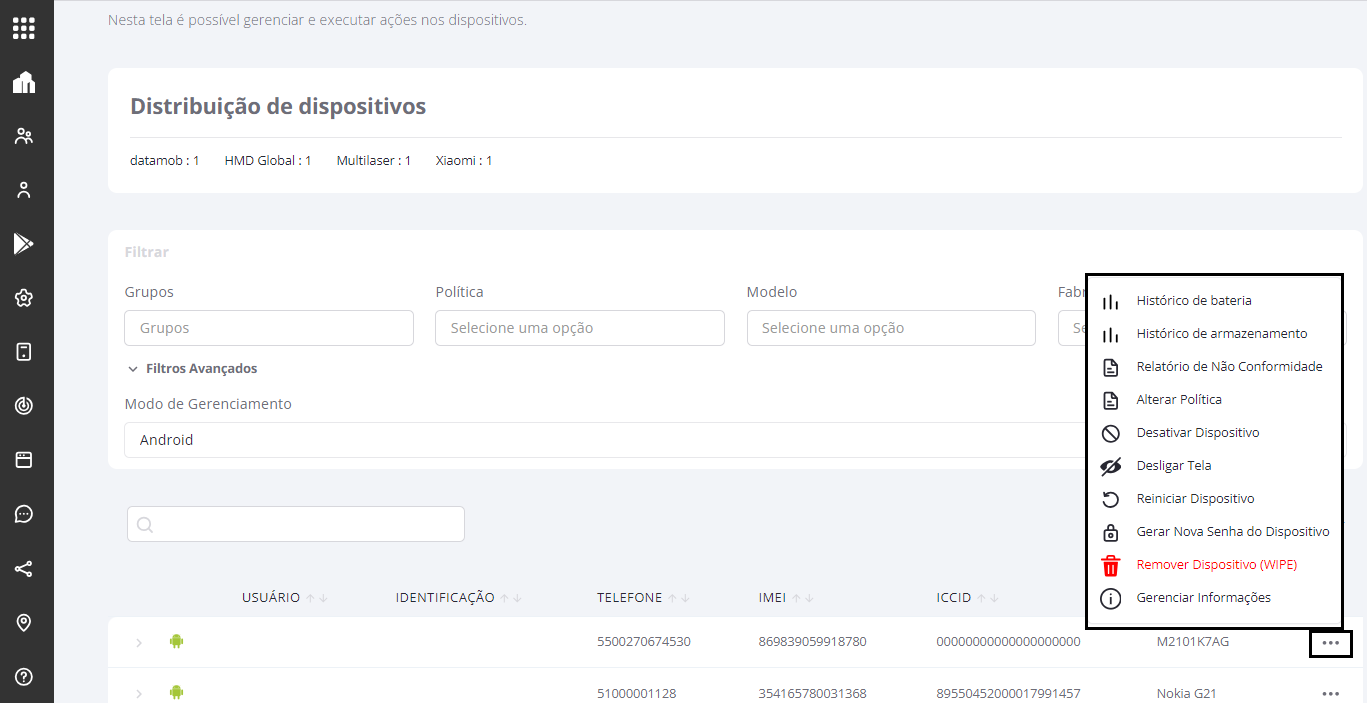 Nesta tela é possível gerenciar e executar ações nos dispositivos.
Distribuição de dispositivos
datamob : 1 HMD Global : 1 Multilaser : 1 Xiaomi : 1
Filtrar
Grupos Política Modelo
Grupos Selecione uma opção Selecione uma opção
Filtros Avançados
Modo de Gerenciamento
Android
Histórico de bateria
Histórico de armazenamento
Relatório de Não Conformidade
Alterar Política
Desativar Dispositivo
Desligar Tela
Reiniciar Dispositivo
Gerar Nova Senha do Dispositivo
Remover Dispositivo (WIPE)
Gerenciar Informações
USUÁRIO IDENTIFICAÇÃO TELEFONE IMEI ICCID
5500270674530 869839059918780 00000000000000000000 M2101K7AG
51000001128 354165780031368 89550452000017991457 Nokia G21